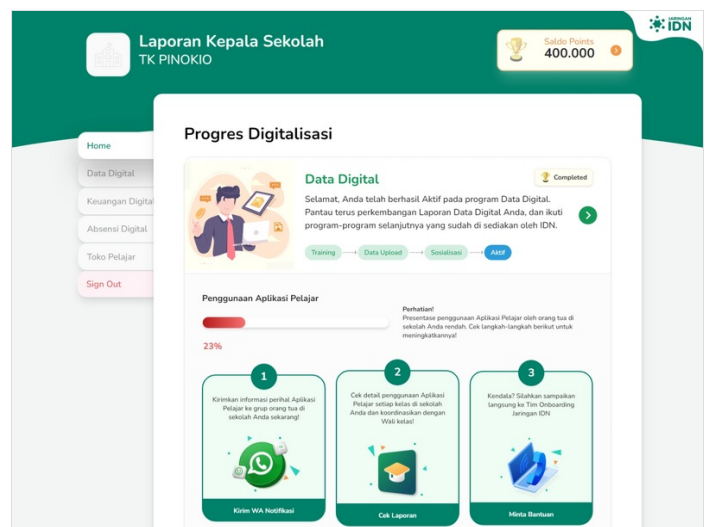 Laporan Kepala Sekolah
TK PINOKIO
Saldo Points
400.000
JARINGAN
IDN
Home
Data Digital
Keuangan Digital
Absensi Digital
Toko Pelajar
Sign Out
Progres Digitalisasi
Data Digital
Completed
Selamat, Anda telah berhasil Aktif pada program Data Digital.
Pantau terus perkembangan Laporan Data Digital Anda, dan ikuti
program-program selanjutnya yang sudah di sediakan oleh IDN.
Training
Data Upload
Sosialisasi
Aktif
Penggunaan Aplikasi Pelajar
23%
Perhatian!
Presentase penggunaan Aplikasi Pelajar oleh orang tua di
sekolah Anda rendah. Cek langkah-langkah berikut untuk
meningkatkannya!
1
Kirimkan informasi perihal Aplikasi
Pelajar ke grup orang tua di
sekolah Anda sekarang!
Kirim WA Notifikasi
2
Cek detail penggunaan Aplikasi
Pelajar setiap kelas di sekolah
Anda dan koordinasikan dengan
Wali kelas!
Cek Laporan
3
Kendala? Silahkan sampaikan
langsung ke Tim Onboarding
Jaringan IDN
Minta Bantuan